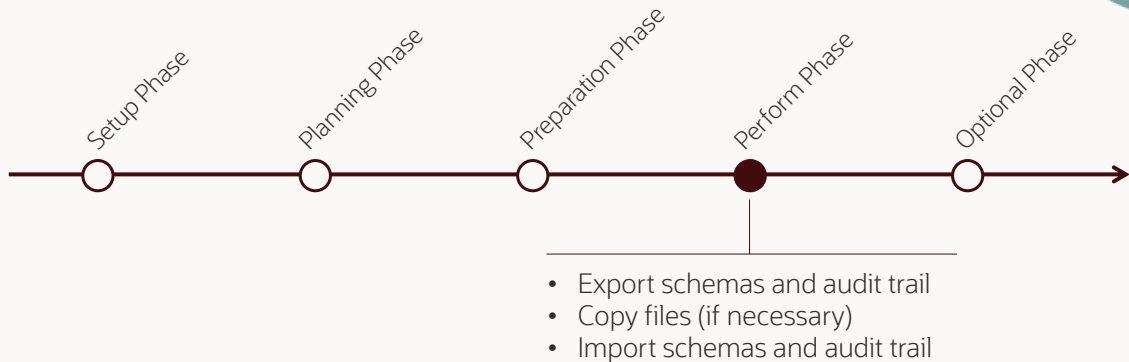 Setup Phase
Planning Phase
Preparation Phase
Perform Phase
Optional Phase
• Export schemas and audit trail
• Copy files (if necessary)
• Import schemas and audit trail